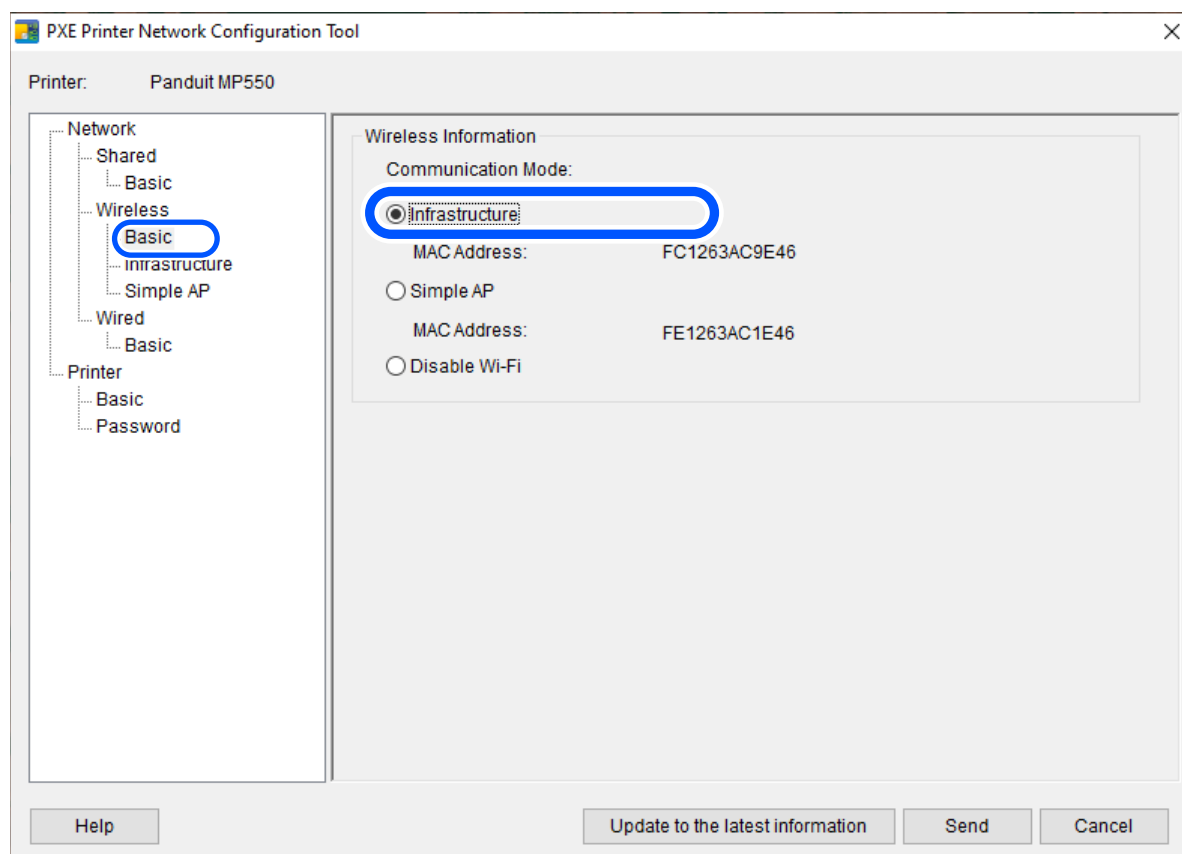 PXE Printer Network Configuration Tool
Printer: Panduit MP550
Network
Shared
Basic
Wireless
Basic
Infrastructure
Simple AP
Wired
Basic
Printer
Basic
Password
Wireless Information
Communication Mode:
Infrastructure
MAC Address: FC1263AC9E46
Simple AP
MAC Address: FE1263AC1E46
Disable Wi-Fi
Help Update to the latest information Send Cancel